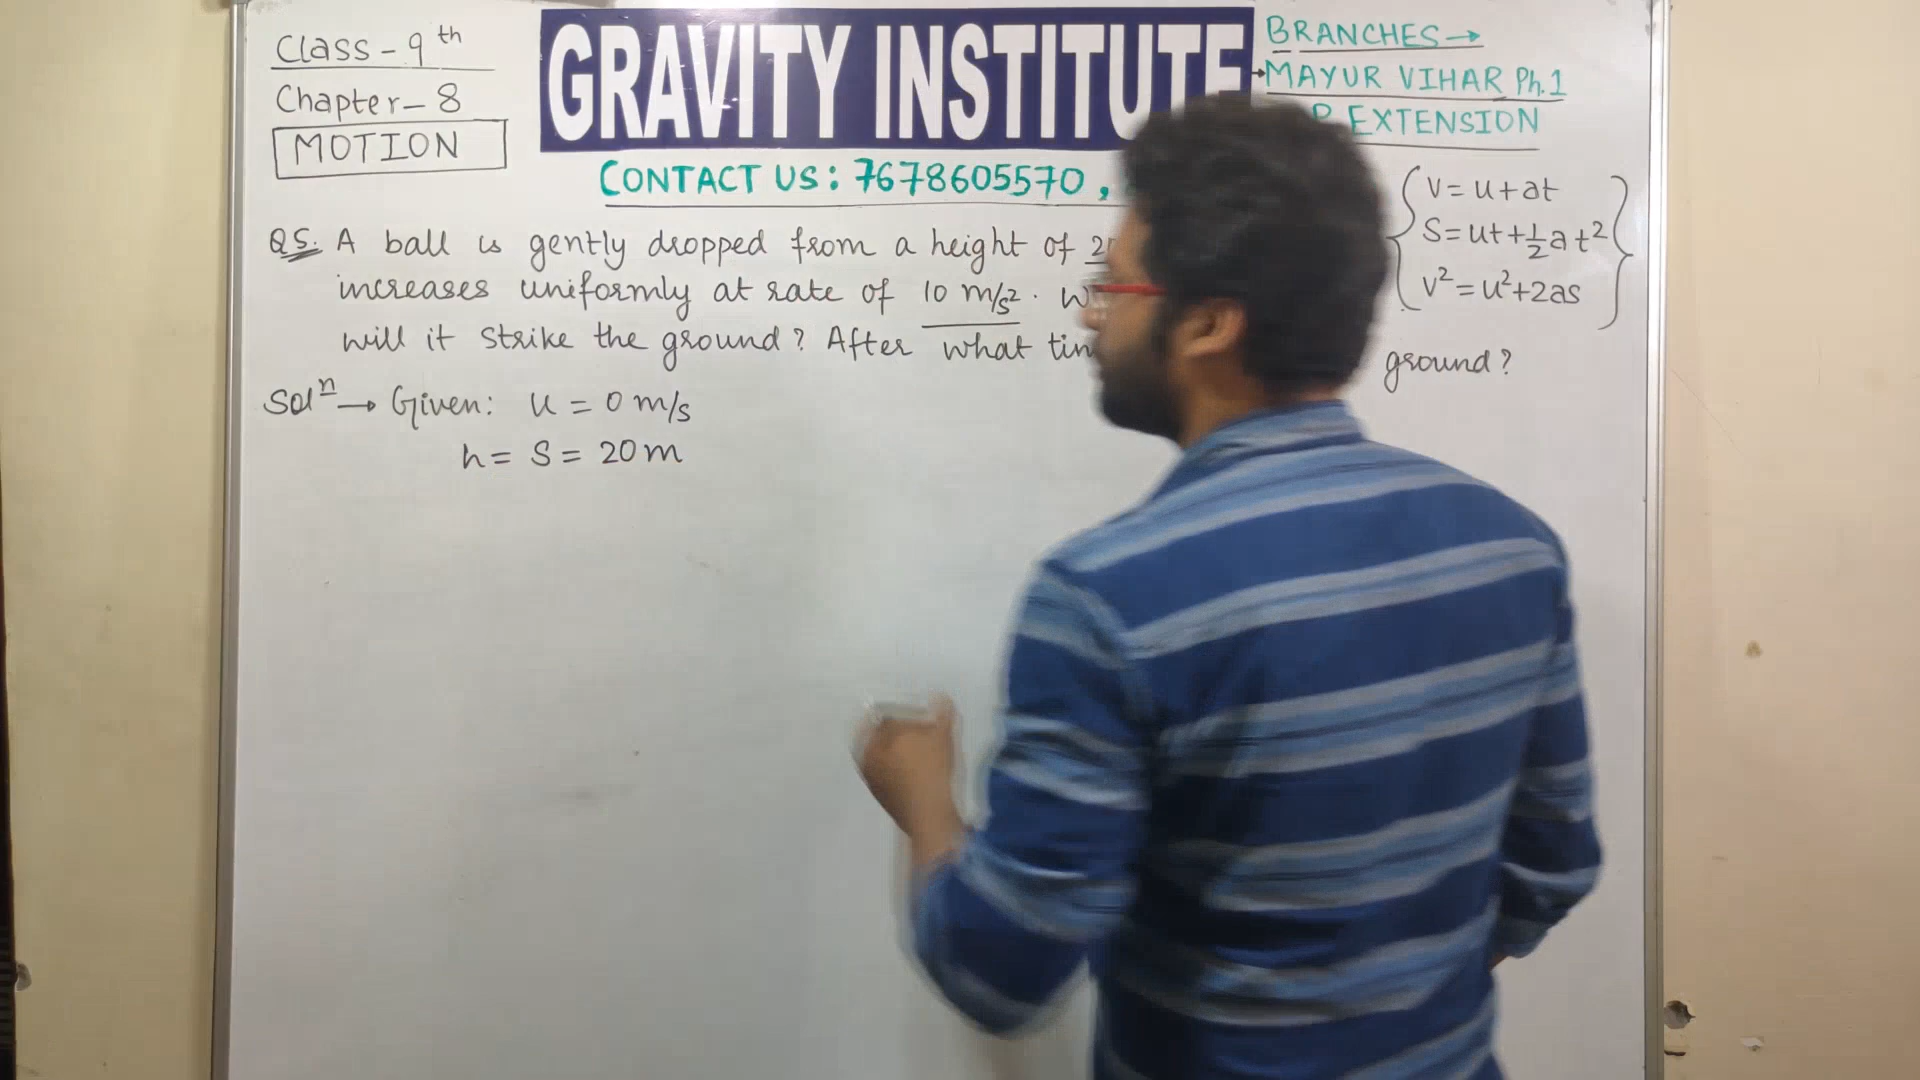 Class - 9th
Chapter - 8
MOTION
GRAVITY INSTITUTE
CONTACT US: 7678605570,
BRANCHES→
→MAYUR VIHAR Ph.1
EXTENSION
v = u + at
S = ut + 1/2 at²
v² = u² + 2as
Q5. A ball is gently dropped from a height of
increases uniformly at rate of 10 m/s².
will it strike the ground? After what ground?
Solⁿ → Given: u = 0 m/s
h = S = 20 m